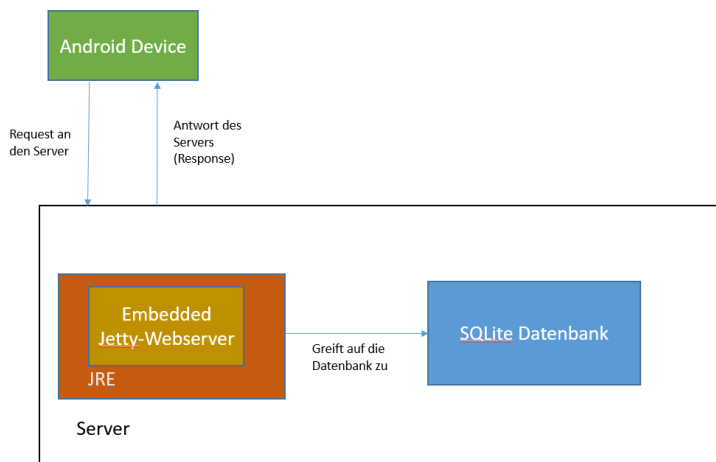 Android Device
Request an
den Server
Antwort des
Servers
(Response)
Embedded
Jetty-Webserver
JRE
Greift auf die
Datenbank zu
SQLite Datenbank
Server